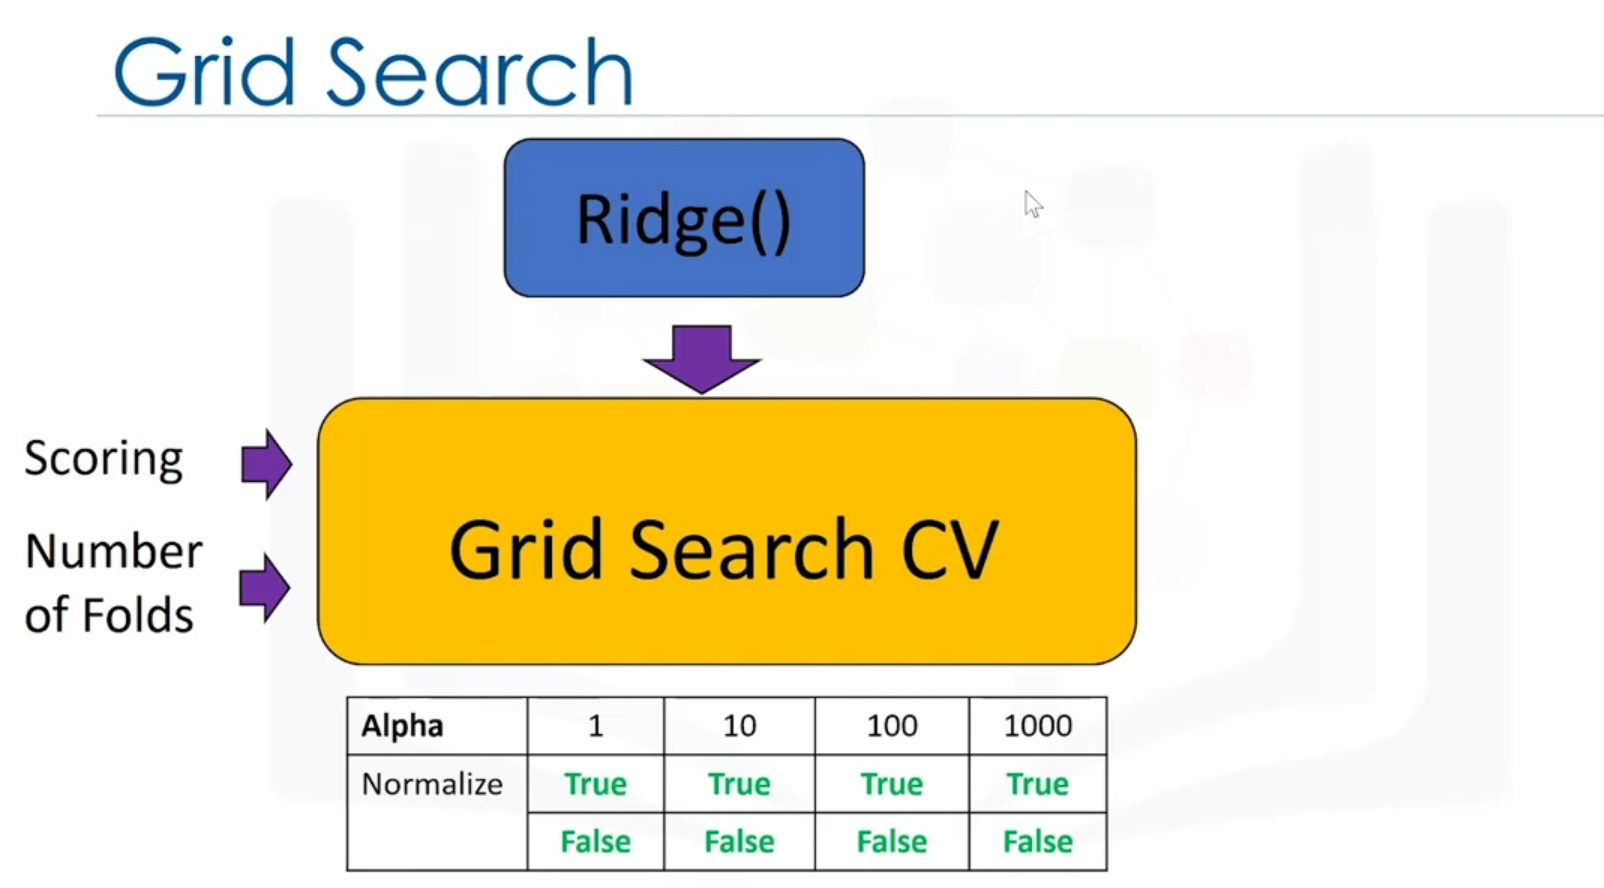 Grid Search
Ridge()
Scoring
Number
of Folds
Grid Search CV
Alpha 1 10 100 1000
Normalize True True True True
False False False False